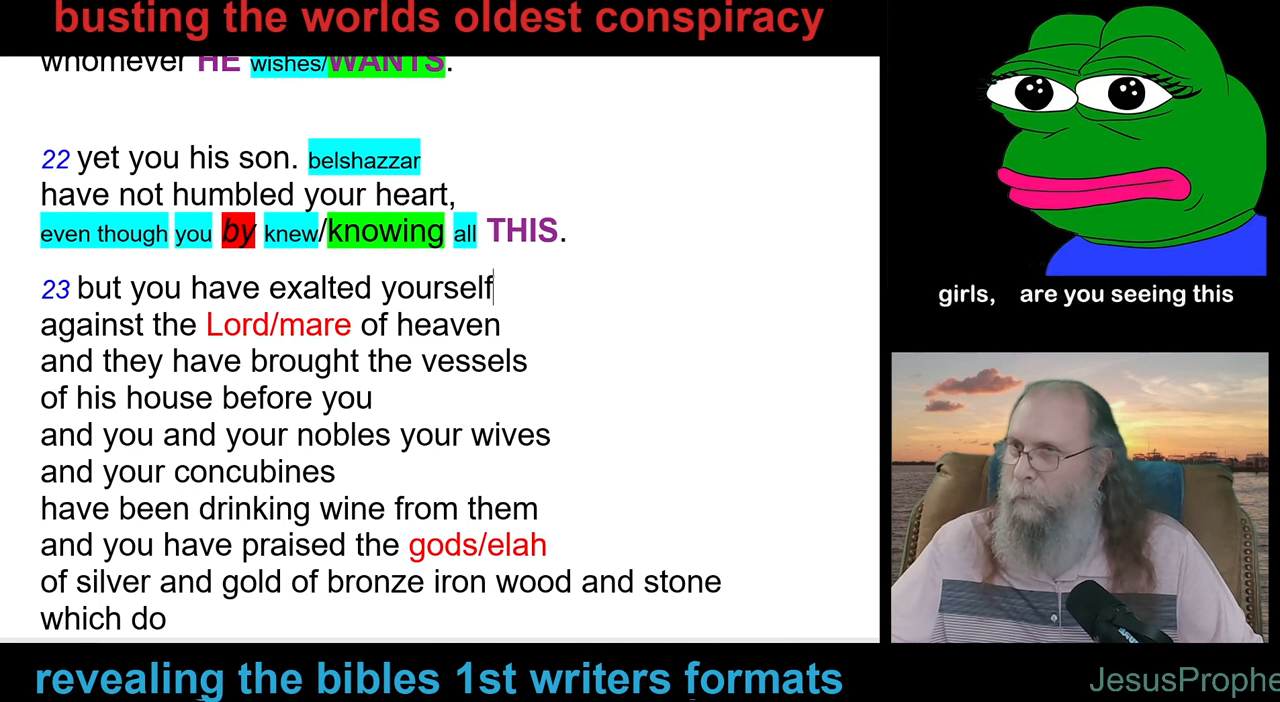 busting the worlds oldest conspiracy
whomever HE wishes/WANTS.
22 yet you his son. belshazzar
have not humbled your heart,
even though you by knew/knowing all THIS.
23 but you have exalted yourself
against the Lord/mare of heaven
and they have brought the vessels
of his house before you
and you and your nobles your wives
and your concubines
have been drinking wine from them
and you have praised the gods/elah
of silver and gold of bronze iron wood and stone
which do
girls, are you seeing this
revealing the bibles 1st writers formats
JesusProphe